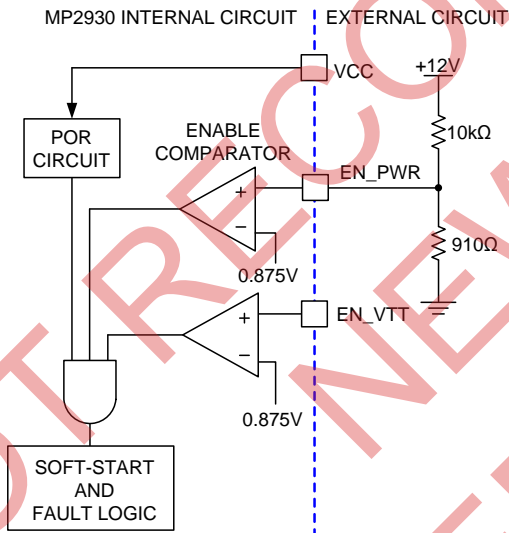 MP2930 INTERNAL CIRCUIT
EXTERNAL CIRCUIT
VCC
+12V
POR
CIRCUIT
ENABLE
COMPARATOR
10kΩ
EN_PWR
+
−
0.875V
910Ω
EN_VTT
+
−
0.875V
SOFT-START
AND
FAULT LOGIC